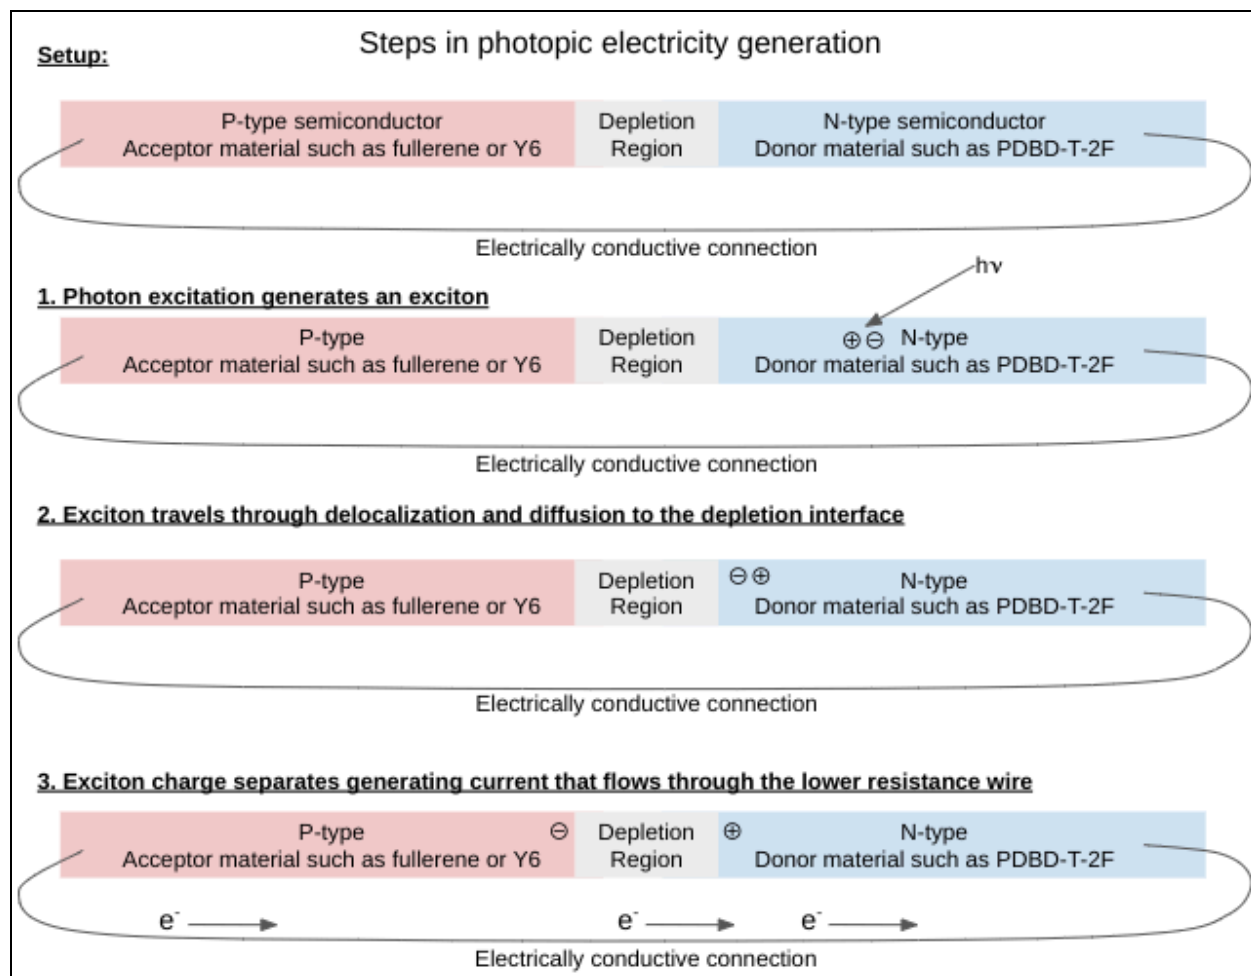 Steps in photopic electricity generation
Setup:
P-type semiconductor
Acceptor material such as fullerene or Y6
Depletion
Region
N-type semiconductor
Donor material such as PDBD-T-2F
Electrically conductive connection
hν
1. Photon excitation generates an exciton
P-type
Acceptor material such as fullerene or Y6
Depletion
Region
⊕⊖ N-type
Donor material such as PDBD-T-2F
Electrically conductive connection
2. Exciton travels through delocalization and diffusion to the depletion interface
P-type
Acceptor material such as fullerene or Y6
Depletion
Region
⊖⊕ N-type
Donor material such as PDBD-T-2F
Electrically conductive connection
3. Exciton charge separates generating current that flows through the lower resistance wire
P-type ⊖
Acceptor material such as fullerene or Y6
Depletion
Region
⊕ N-type
Donor material such as PDBD-T-2F
e⁻ e⁻ e⁻
Electrically conductive connection